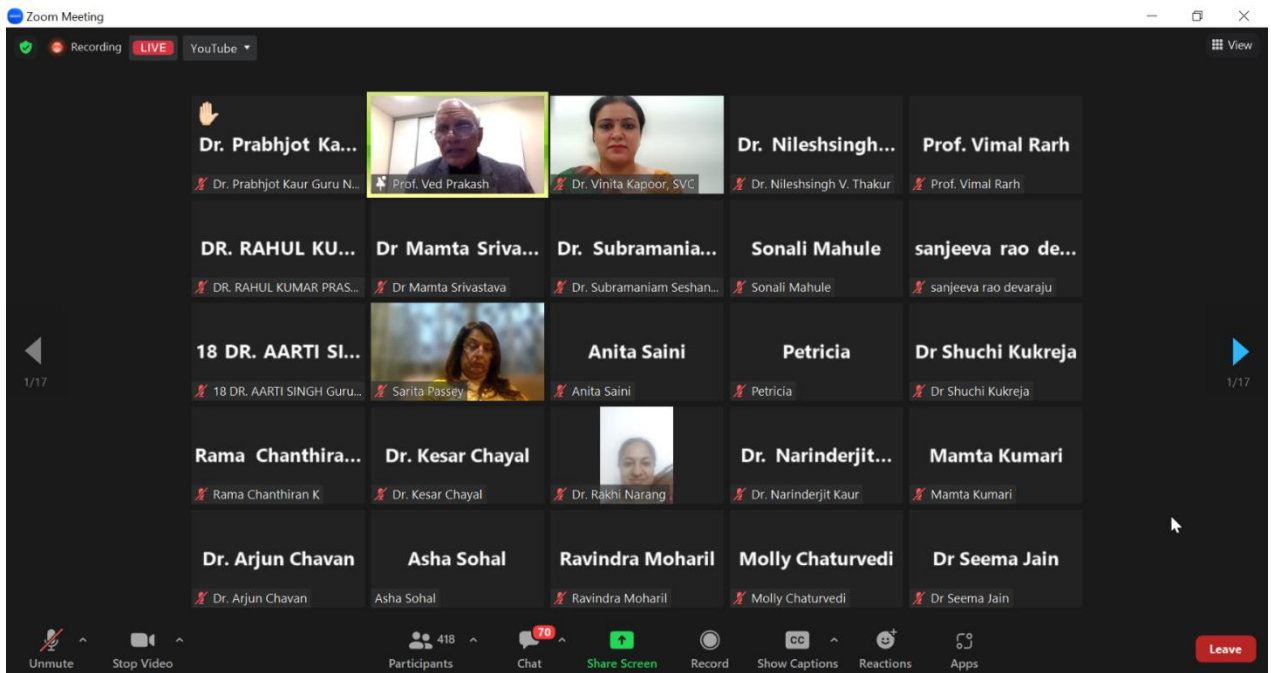 Zoom Meeting
Recording LIVE YouTube
View
Dr. Prabhjot Ka... Dr. Nileshsingh... Prof. Vimal Rarh
Dr. Prabhjot Kaur Guru N... Prof. Ved Prakash Dr. Vinita Kapoor, SVC Dr. Nileshsingh V. Thakur Prof. Vimal Rarh
DR. RAHUL KU... Dr Mamta Sriva... Dr. Subramania... Sonali Mahule sanjeeva rao de...
DR. RAHUL KUMAR PRAS... Dr Mamta Srivastava Dr. Subramaniam Seshan... Sonali Mahule sanjeeva rao devaraju
18 DR. AARTI SI... Anita Saini Petricia Dr Shuchi Kukreja
1/17 18 DR. AARTI SINGH Guru... Sarita Passey Anita Saini Petricia Dr Shuchi Kukreja 1/17
Rama Chanthira... Dr. Kesar Chayal Dr. Narinderjit... Mamta Kumari
Rama Chanthiran K Dr. Kesar Chayal Dr. Rakhi Narang Dr. Narinderjit Kaur Mamta Kumari
Dr. Arjun Chavan Asha Sohal Ravindra Moharil Molly Chaturvedi Dr Seema Jain
Dr. Arjun Chavan Asha Sohal Ravindra Moharil Molly Chaturvedi Dr Seema Jain
418 70 CC
Unmute Stop Video Participants Chat Share Screen Record Show Captions Reactions Apps Leave